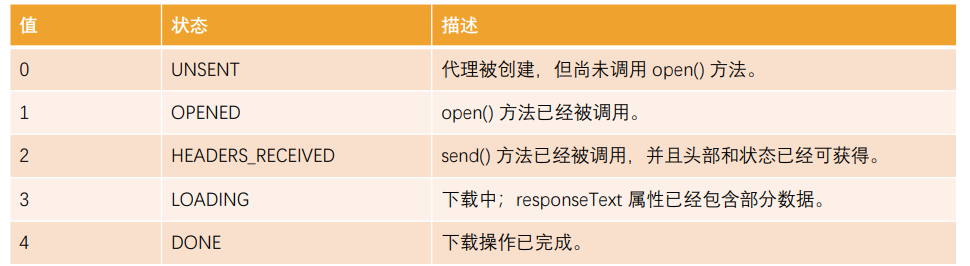 值 状态 描述
0 UNSENT 代理被创建，但尚未调用 open() 方法。
1 OPENED open() 方法已经被调用。
2 HEADERS_RECEIVED send() 方法已经被调用，并且头部和状态已经可获得。
3 LOADING 下载中；responseText 属性已经包含部分数据。
4 DONE 下载操作已完成。